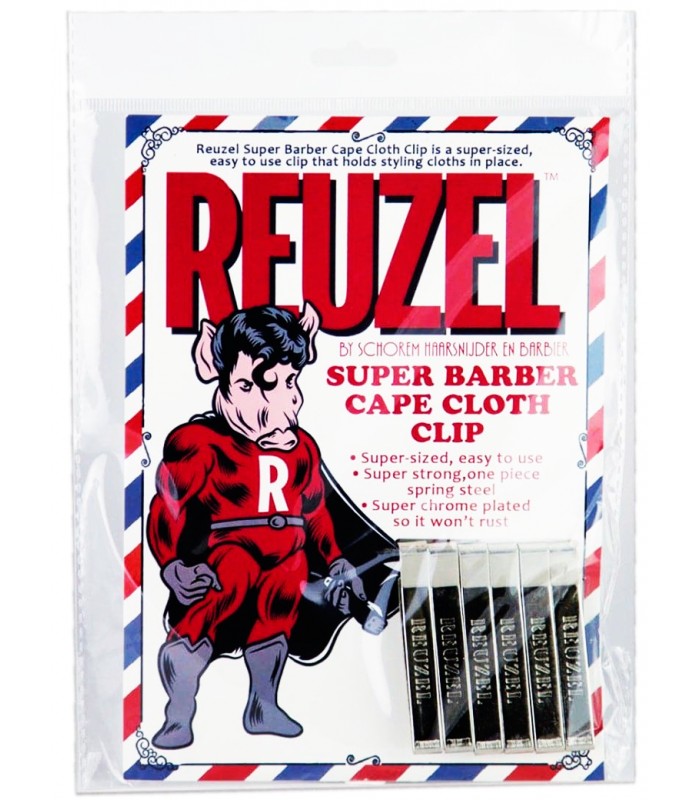 Reuzel Super Barber Cape Cloth Clip is a super-sized,
easy to use clip that holds styling cloths in place.
REUZEL™
BY SCHOREM HAARSNIJDER EN BARBIER
SUPER BARBER
CAPE CLOTH
CLIP
• Super-sized, easy to use
• Super strong,one piece
spring steel
• Super chrome plated
so it won't rust
R
REUZEL
REUZEL
REUZEL
REUZEL
REUZEL
REUZEL